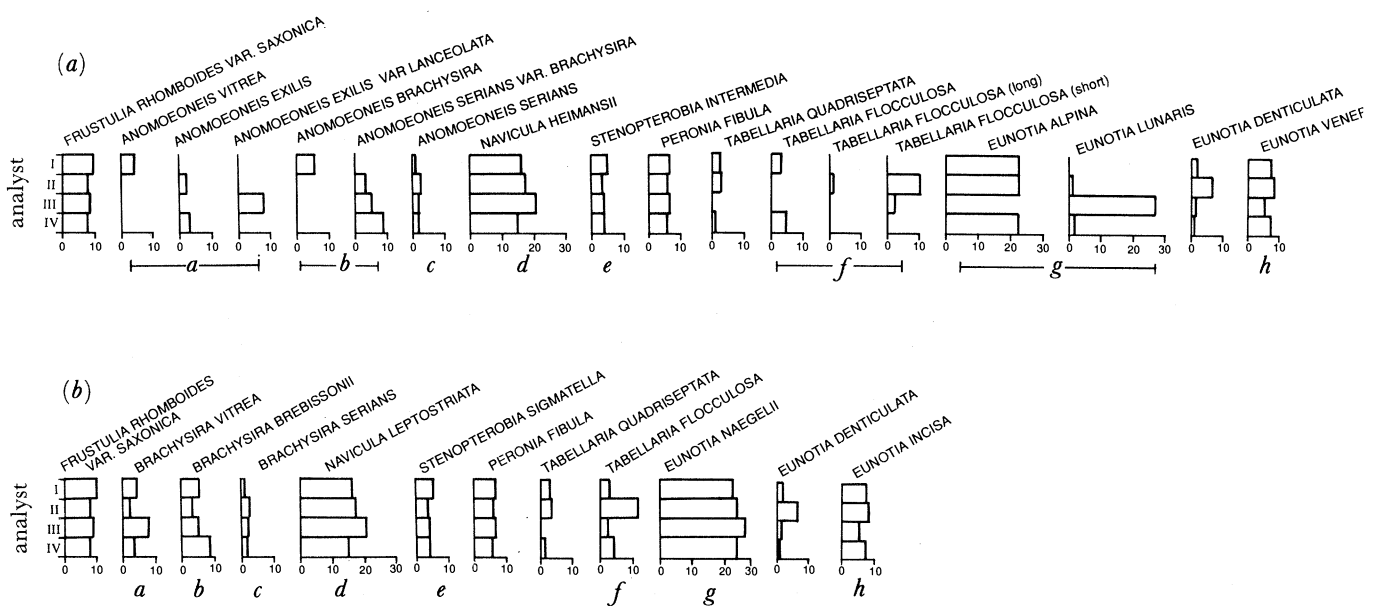 (a)
FRUSTULIA RHOMBOIDES VAR. SAXONICA
ANOMOEONEIS VITREA
ANOMOEONEIS EXILIS
ANOMOEONEIS EXILIS VAR LANCEOLATA
ANOMOEONEIS BRACHYSIRA
ANOMOEONEIS SERIANS VAR. BRACHYSIRA
ANOMOEONEIS SERIANS
NAVICULA HEIMANSII
STENOPTEROBIA INTERMEDIA
PERONIA FIBULA
TABELLARIA QUADRISEPTATA
TABELLARIA FLOCCULOSA
TABELLARIA FLOCCULOSA (long)
TABELLARIA FLOCCULOSA (short)
EUNOTIA ALPINA
EUNOTIA LUNARIS
EUNOTIA DENTICULATA
EUNOTIA VENER
analyst
I
II
III
IV
0 10 0 10 0 10 0 10 0 10 0 10 0 10 0 10 20 30 0 10 0 10 0 10 0 10 0 10 0 10 0 10 20 30 0 10 20 30 0 10 0 10
a b c d e f g h
(b)
FRUSTULIA RHOMBOIDES
VAR. SAXONICA
BRACHYSIRA VITREA
BRACHYSIRA BREBISSONII
BRACHYSIRA SERIANS
NAVICULA LEPTOSTRIATA
STENOPTEROBIA SIGMATELLA
PERONIA FIBULA
TABELLARIA QUADRISEPTATA
TABELLARIA FLOCCULOSA
EUNOTIA NAEGELII
EUNOTIA DENTICULATA
EUNOTIA INCISA
analyst
I
II
III
IV
0 10 0 10 0 10 0 10 0 10 20 30 0 10 0 10 0 10 0 10 0 10 20 30 0 10 0 10
a b c d e f g h